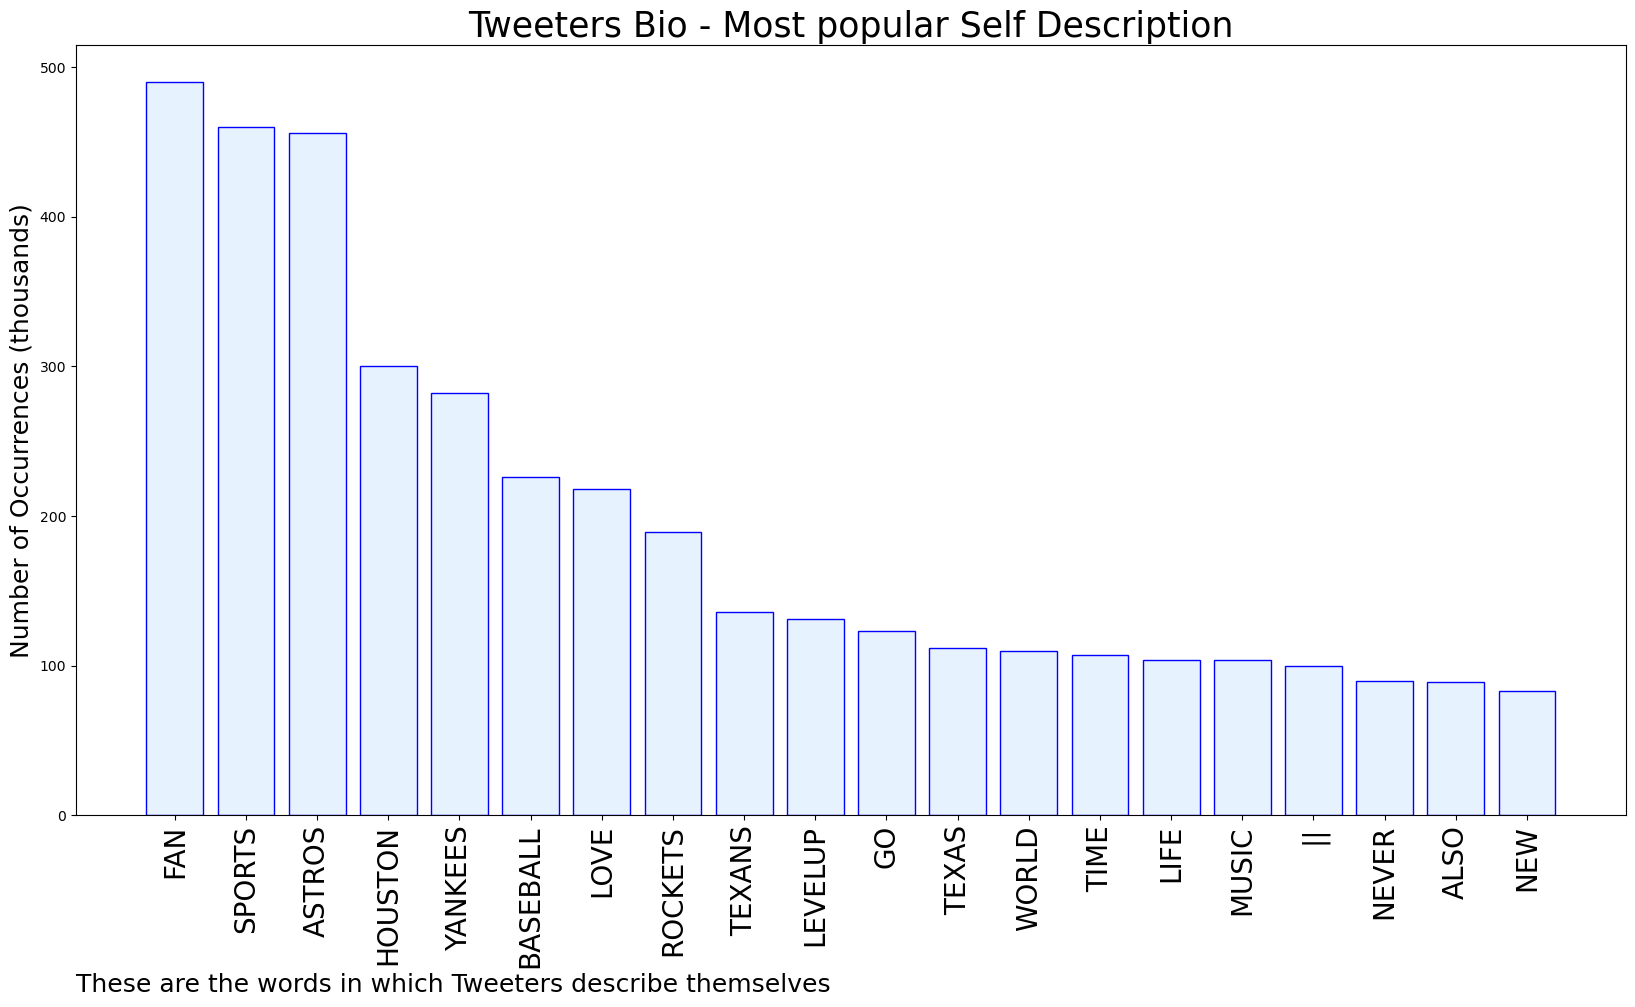 Tweeters Bio - Most popular Self Description
Number of Occurrences (thousands)
500
400
300
200
100
0
FAN
SPORTS
ASTROS
HOUSTON
YANKEES
BASEBALL
LOVE
ROCKETS
TEXANS
LEVELUP
GO
TEXAS
WORLD
TIME
LIFE
MUSIC
||
NEVER
ALSO
NEW
These are the words in which Tweeters describe themselves